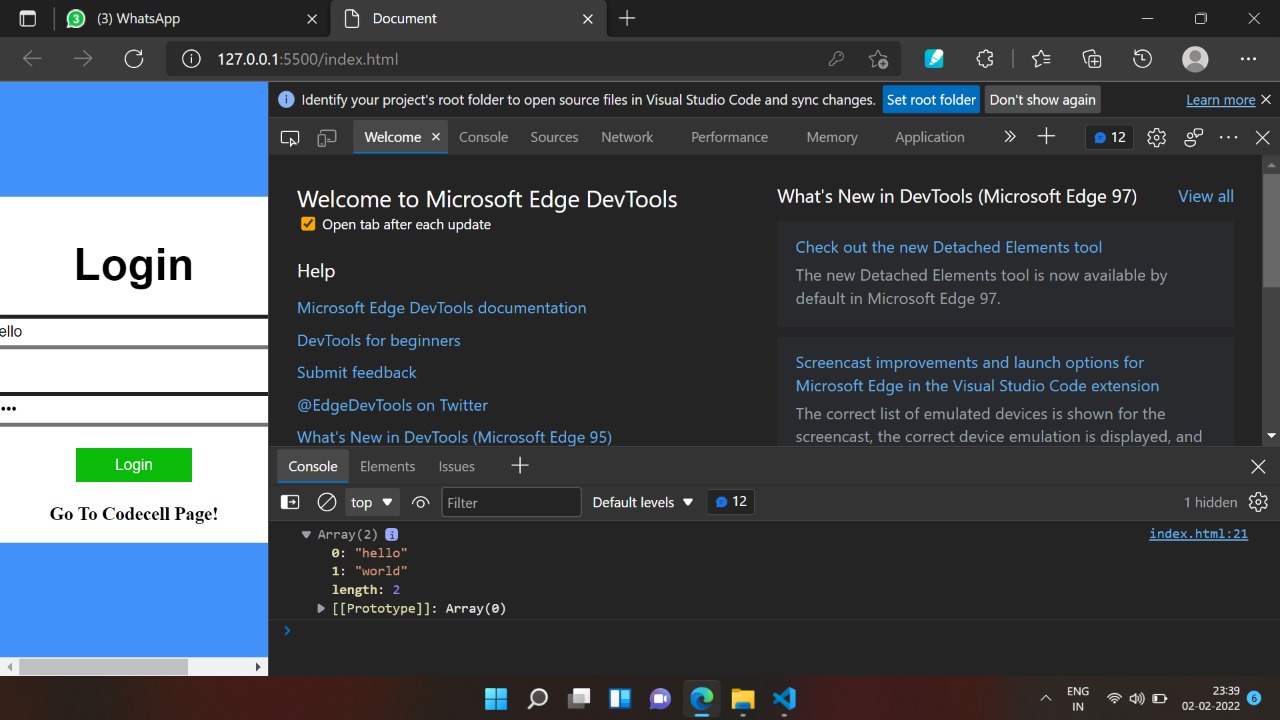 3 (3) WhatsApp
Document
127.0.0.1:5500/index.html
Identify your project's root folder to open source files in Visual Studio Code and sync changes. Set root folder Don't show again Learn more
Welcome Console Sources Network Performance Memory Application 12
Welcome to Microsoft Edge DevTools
Open tab after each update
Help
Microsoft Edge DevTools documentation
DevTools for beginners
Submit feedback
@EdgeDevTools on Twitter
What's New in DevTools (Microsoft Edge 95)
What's New in DevTools (Microsoft Edge 97) View all
Check out the new Detached Elements tool
The new Detached Elements tool is now available by
default in Microsoft Edge 97.
Screencast improvements and launch options for
Microsoft Edge in the Visual Studio Code extension
The correct list of emulated devices is shown for the
screencast, the correct device emulation is displayed, and
Login
ello
•••
Login
Go To Codecell Page!
Console Elements Issues
top Filter Default levels 12 1 hidden
Array(2) i index.html:21
0: "hello"
1: "world"
length: 2
[[Prototype]]: Array(0)
ENG
IN
23:39
02-02-2022
6